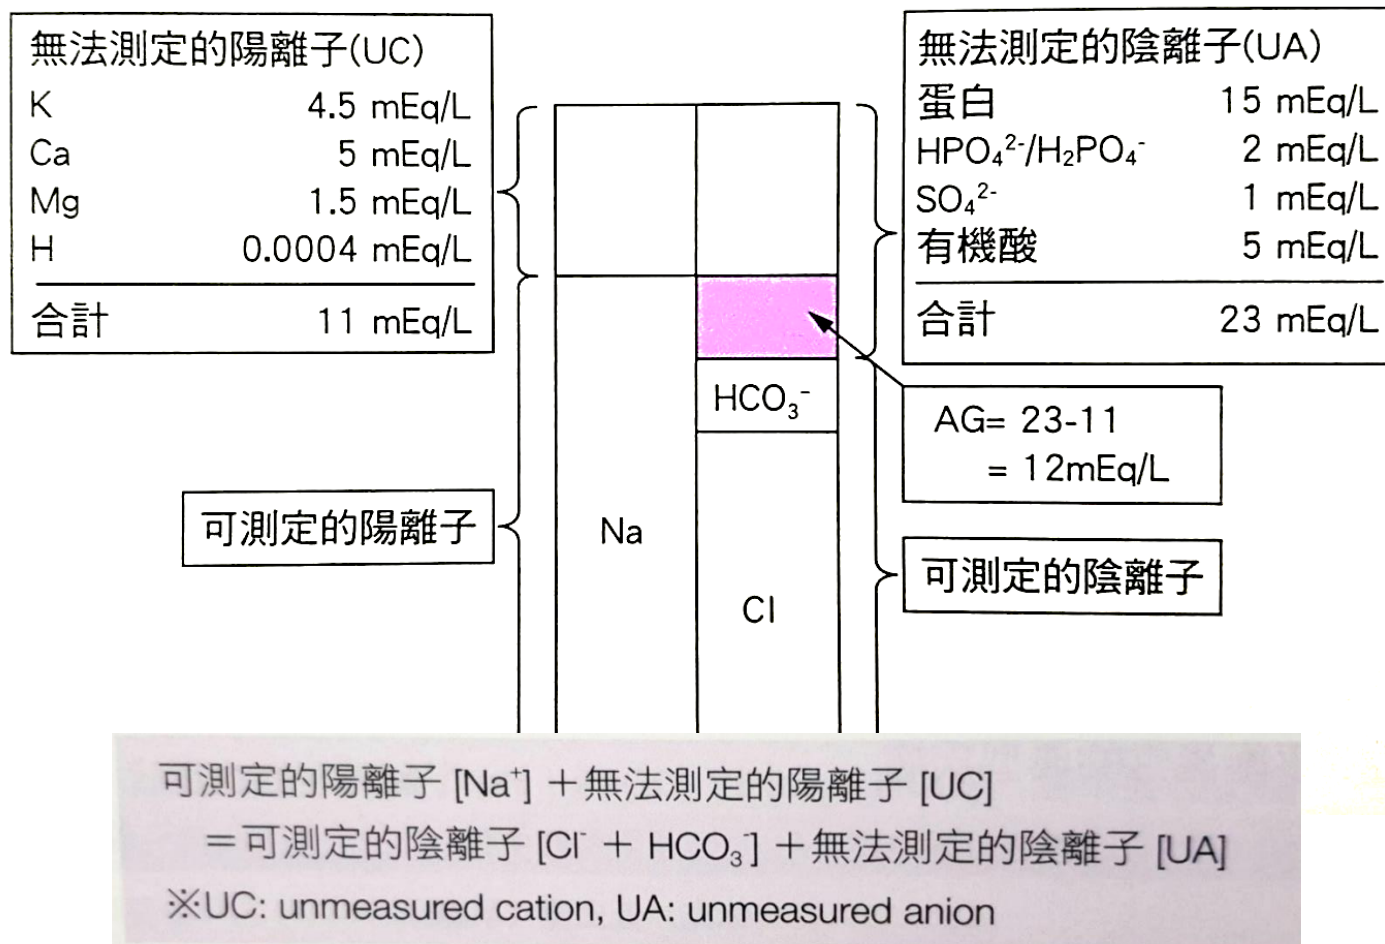 無法測定的陽離子(UC)
K 4.5 mEq/L
Ca 5 mEq/L
Mg 1.5 mEq/L
H 0.0004 mEq/L
合計 11 mEq/L
無法測定的陰離子(UA)
蛋白 15 mEq/L
HPO₄²⁻/H₂PO₄⁻ 2 mEq/L
SO₄²⁻ 1 mEq/L
有機酸 5 mEq/L
合計 23 mEq/L
HCO₃⁻
AG= 23-11
= 12mEq/L
可測定的陽離子
Na
Cl
可測定的陰離子
可測定的陽離子 [Na⁺] ＋無法測定的陽離子 [UC]
＝可測定的陰離子 [Cl⁻ + HCO₃⁻] ＋無法測定的陰離子 [UA]
※UC: unmeasured cation, UA: unmeasured anion